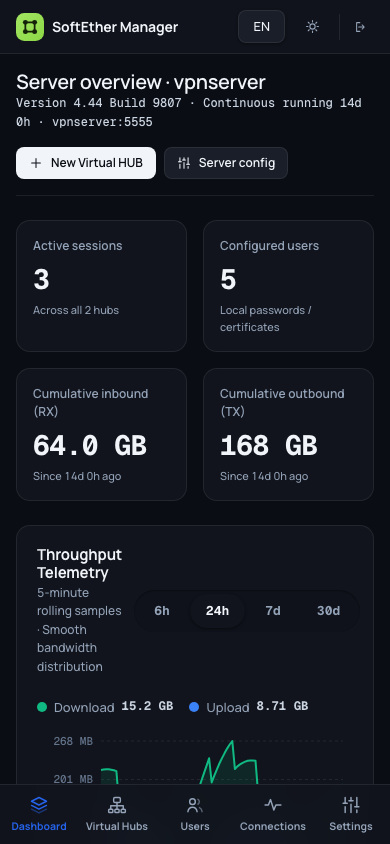 SoftEther Manager
EN
Server overview · vpnserver
Version 4.44 Build 9807 · Continuous running 14d
0h · vpnserver:5555
New Virtual HUB
Server config
Active sessions
3
Across all 2 hubs
Configured users
5
Local passwords /
certificates
Cumulative inbound
(RX)
64.0 GB
Since 14d 0h ago
Cumulative outbound
(TX)
168 GB
Since 14d 0h ago
Throughput
Telemetry
5-minute
rolling samples
· Smooth
bandwidth
distribution
6h 24h 7d 30d
Download 15.2 GB Upload 8.71 GB
268 MB
201 MB
Dashboard Virtual Hubs Users Connections Settings